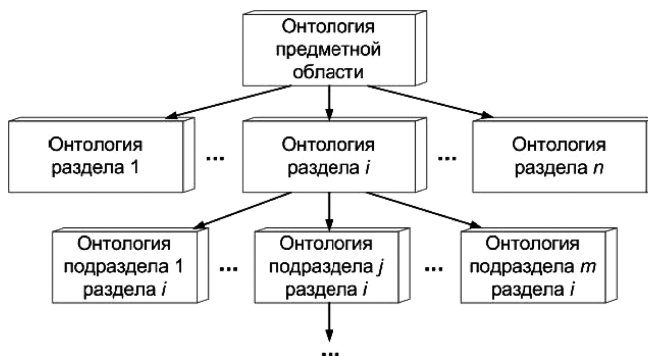 Онтология
предметной
области
Онтология
раздела 1
...
Онтология
раздела i
...
Онтология
раздела n
Онтология
подраздела 1
раздела i
...
Онтология
подраздела j
раздела i
...
Онтология
подраздела m
раздела i
...